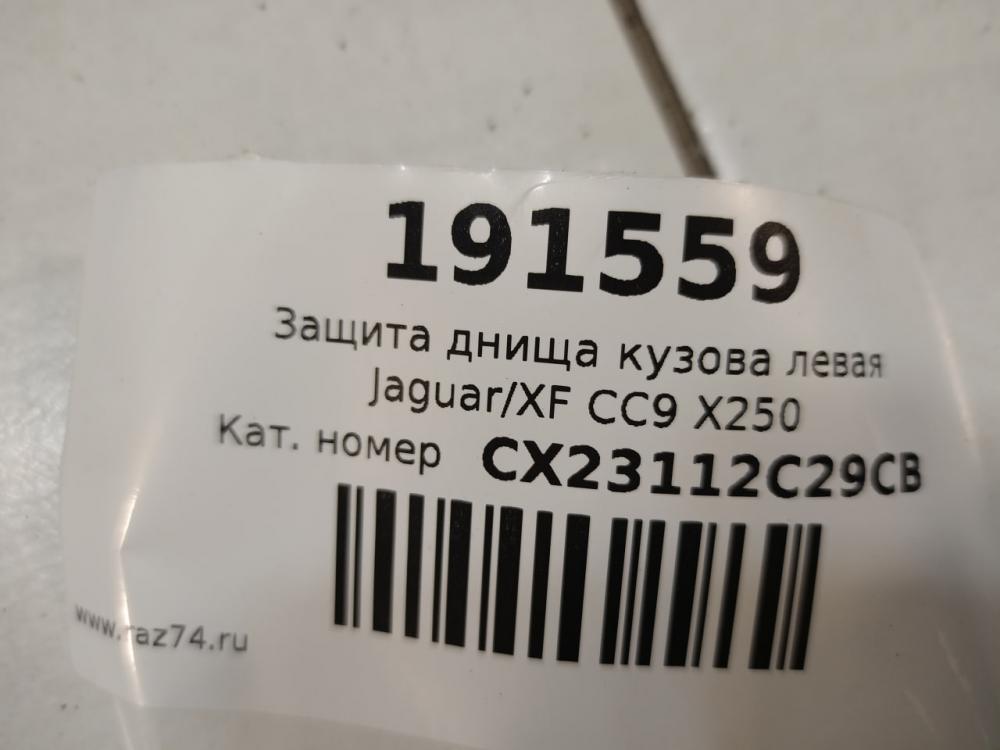 191559
Защита днища кузова левая
Jaguar/XF CC9 X250
Кат. номер CX23112C29CB
www.raz74.ru